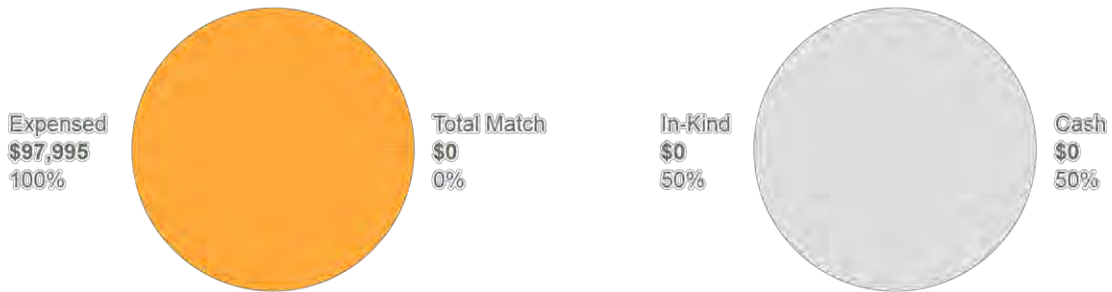 Expensed
$97,995
100%
Total Match
$0
0%
In-Kind
$0
50%
Cash
$0
50%